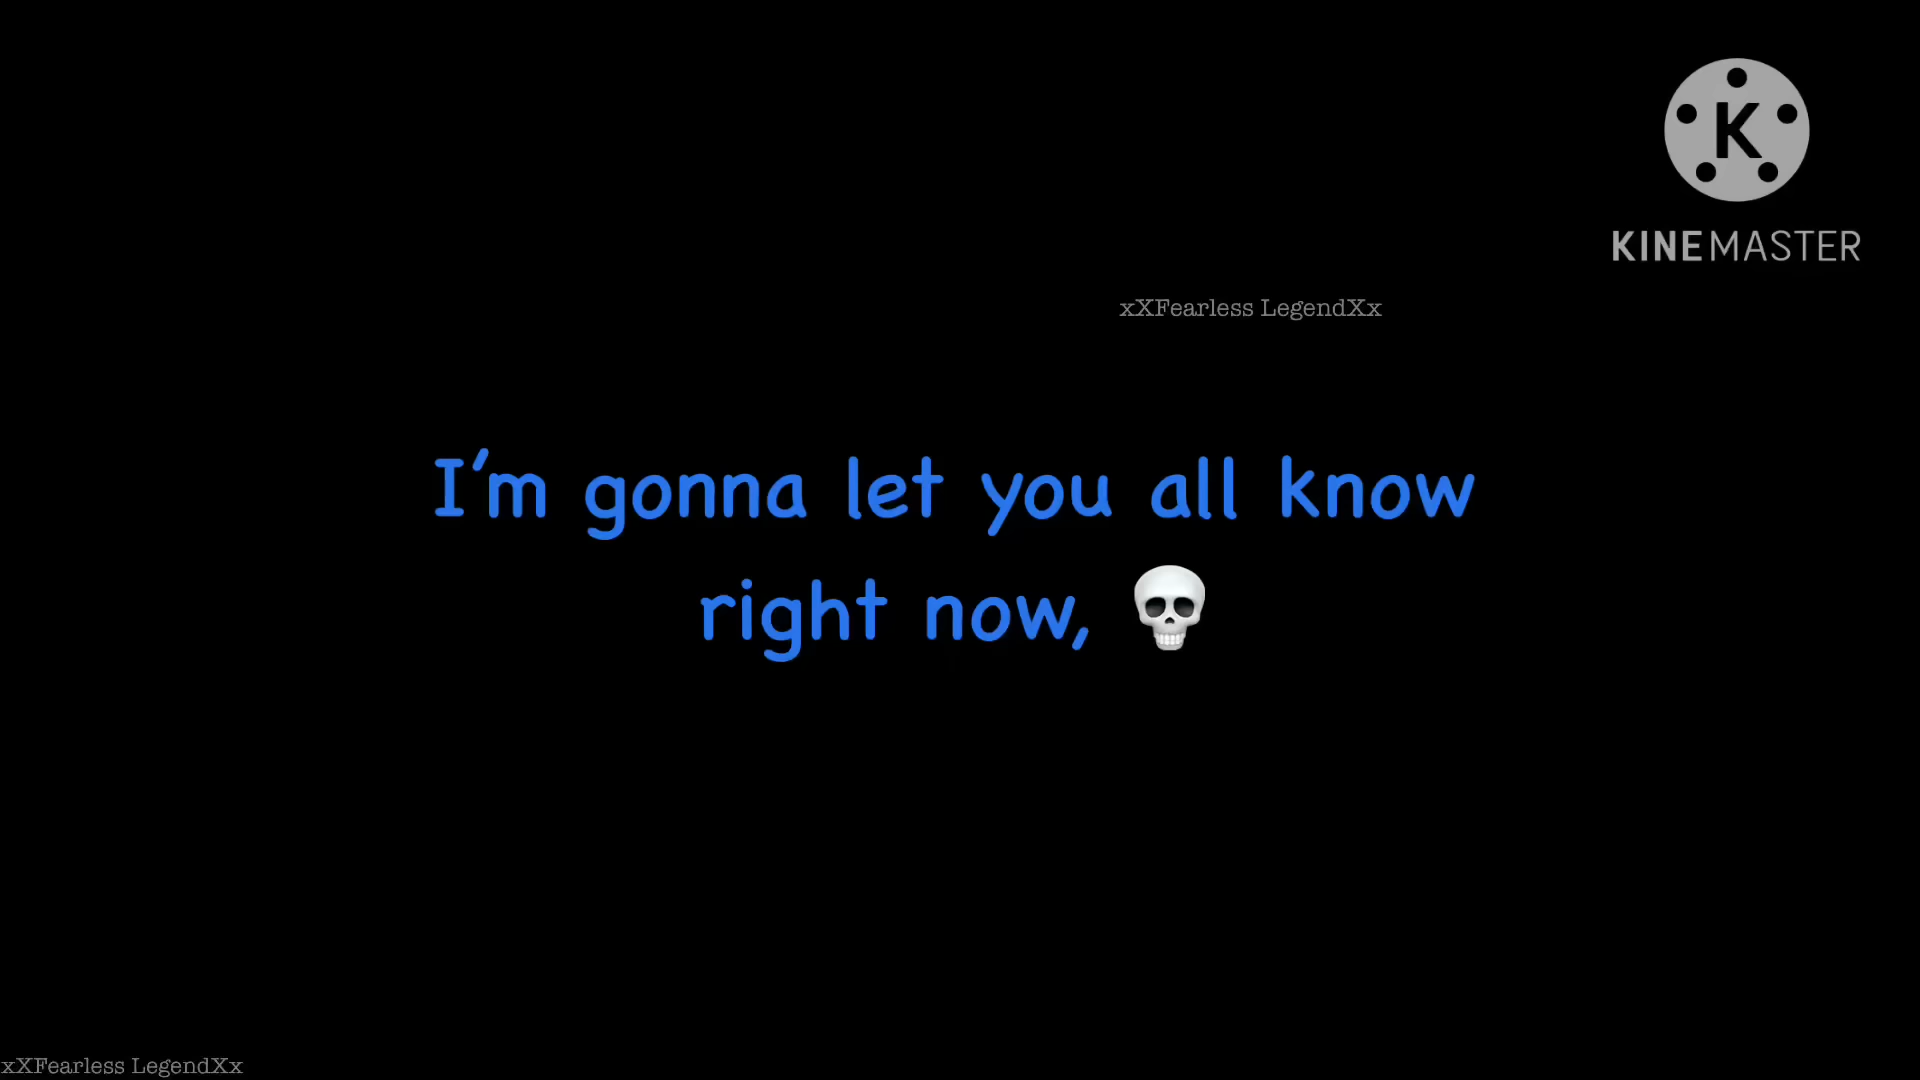 K
KINEMASTER
xXFearless LegendXx
I'm gonna let you all know
right now, 💀
xXFearless LegendXx